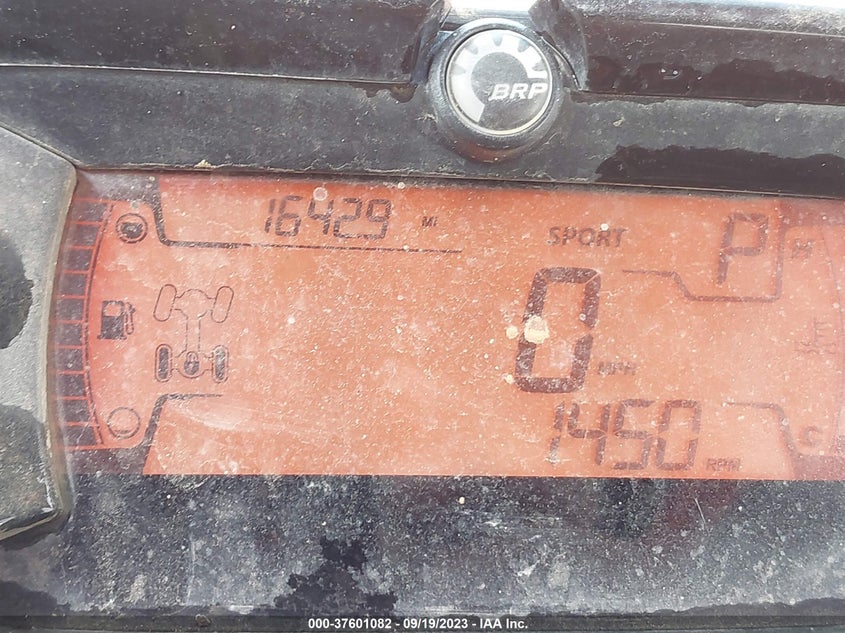 BRP
16429 MI
SPORT
P
H
0 MPH
1450 RPM
C
000-37601082 - 09/19/2023 - IAA Inc.